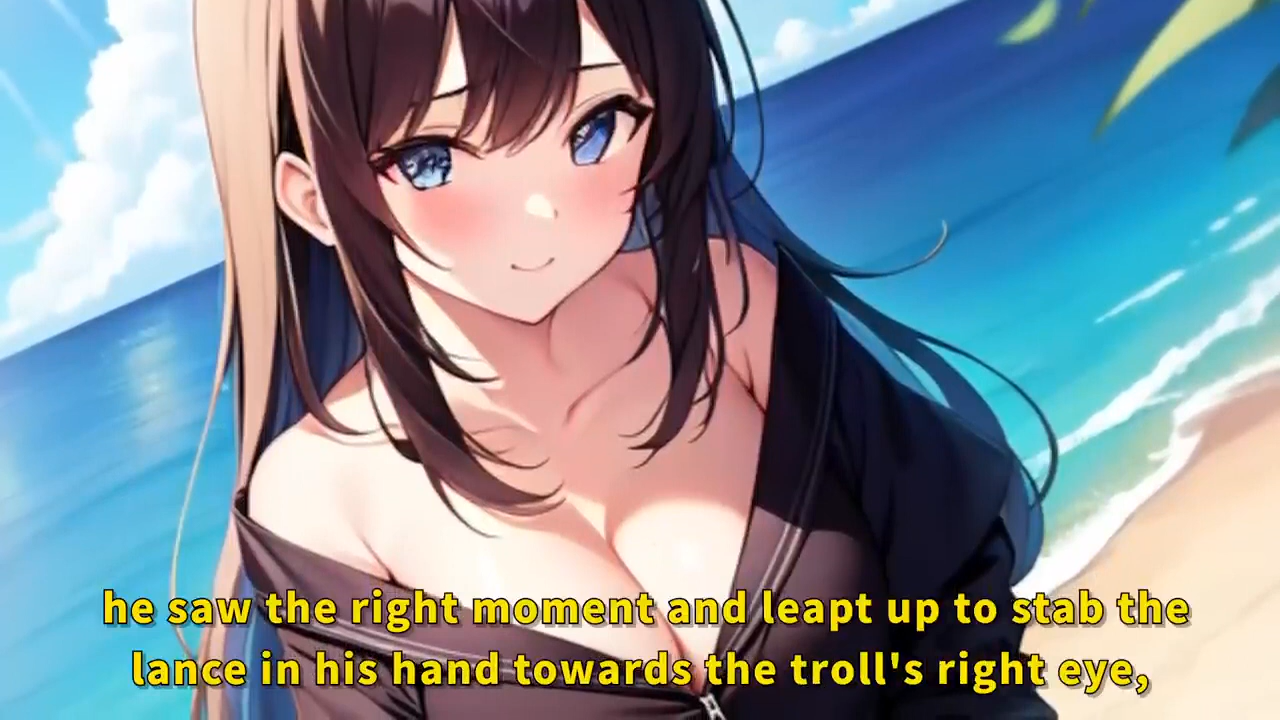 he saw the right moment and leapt up to stab the
lance in his hand towards the troll's right eye,